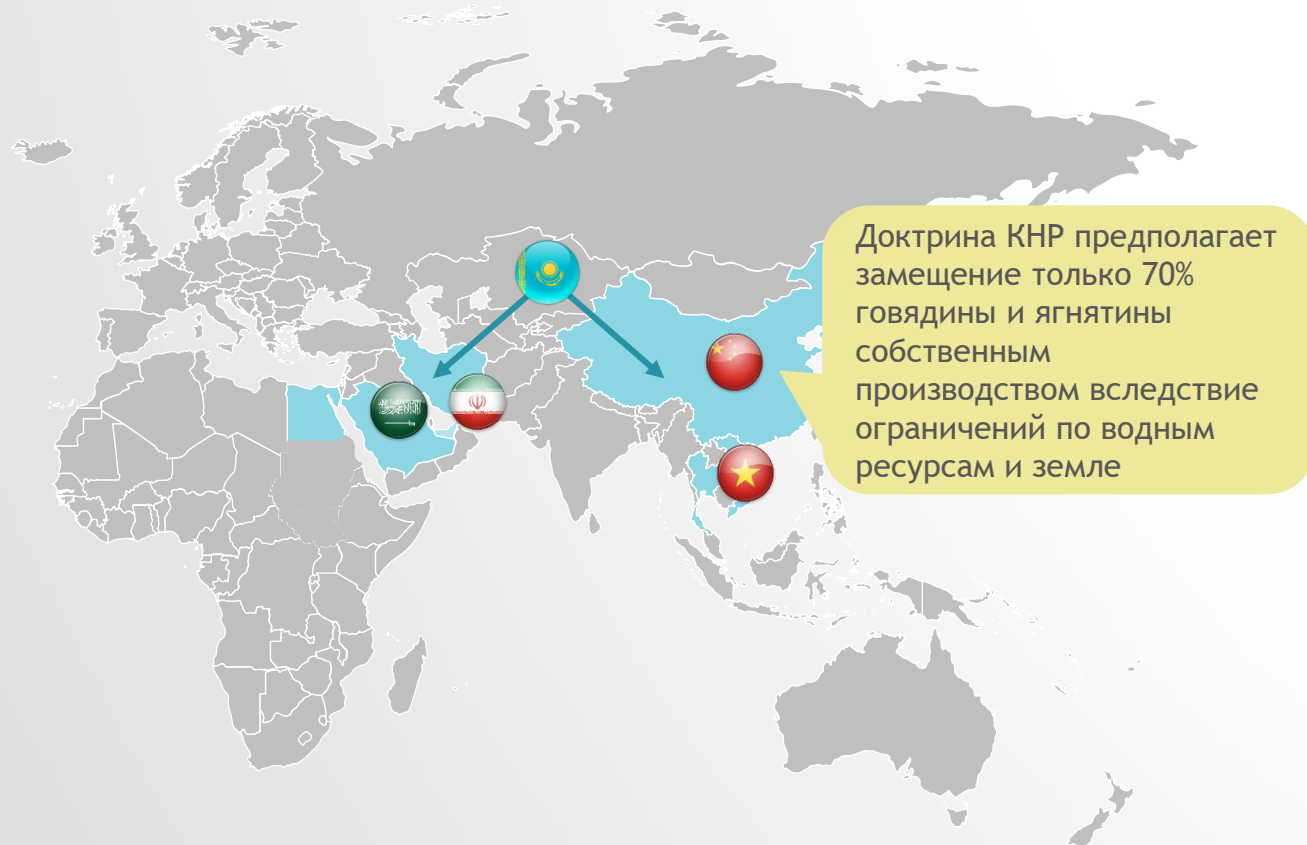 Доктрина КНР предполагает
замещение только 70%
говядины и ягнятины
собственным
производством вследствие
ограничений по водным
ресурсам и земле